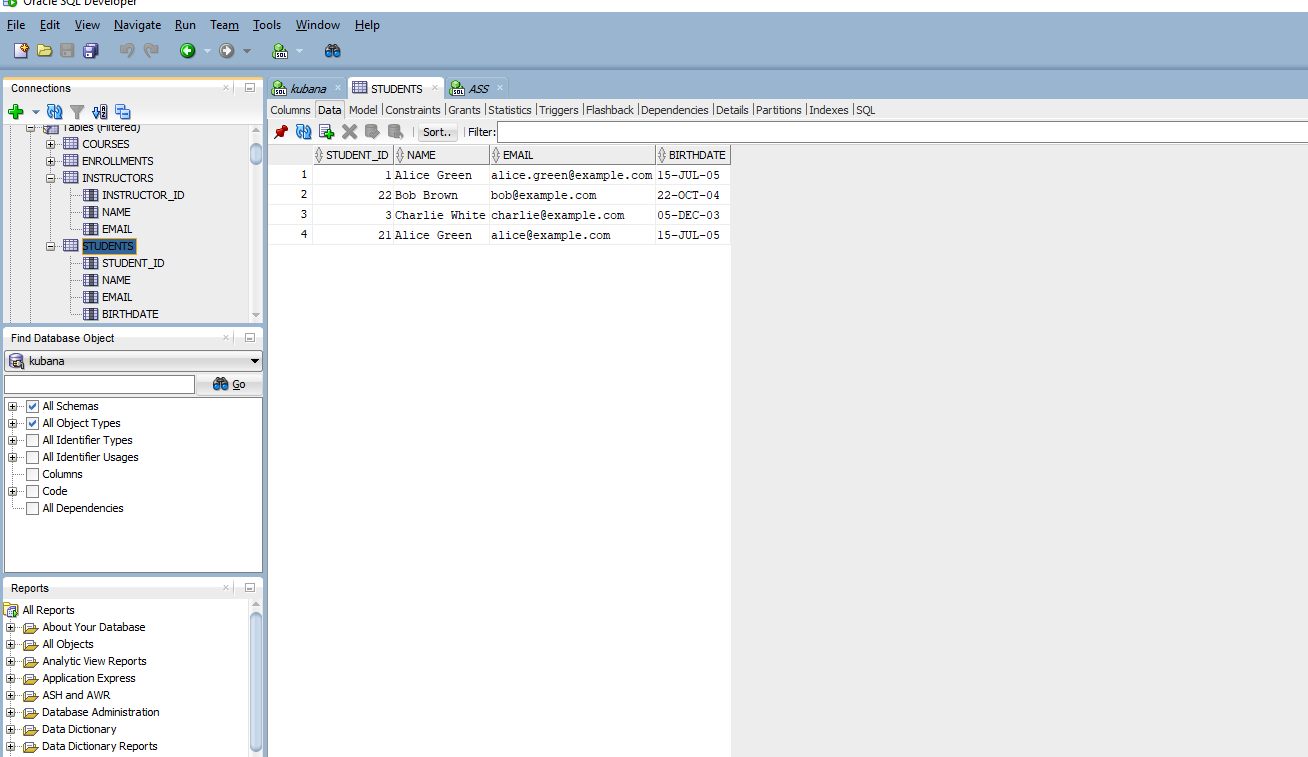 Oracle SQL Developer
File Edit View Navigate Run Team Tools Window Help
Connections
Tables (Filtered)
COURSES
ENROLLMENTS
INSTRUCTORS
INSTRUCTOR_ID
NAME
EMAIL
STUDENTS
STUDENT_ID
NAME
EMAIL
BIRTHDATE
Find Database Object
kubana
Go
All Schemas
All Object Types
All Identifier Types
All Identifier Usages
Columns
Code
All Dependencies
Reports
All Reports
About Your Database
All Objects
Analytic View Reports
Application Express
ASH and AWR
Database Administration
Data Dictionary
Data Dictionary Reports
kubana STUDENTS ASS
Columns Data Model Constraints Grants Statistics Triggers Flashback Dependencies Details Partitions Indexes SQL
Sort.. Filter:
STUDENT_ID NAME EMAIL BIRTHDATE
1 1 Alice Green alice.green@example.com 15-JUL-05
2 22 Bob Brown bob@example.com 22-OCT-04
3 3 Charlie White charlie@example.com 05-DEC-03
4 21 Alice Green alice@example.com 15-JUL-05